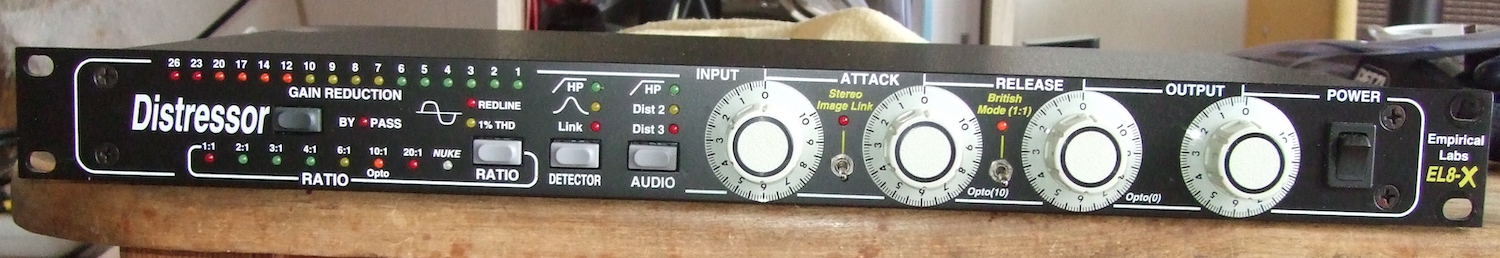 26 23 20 17 14 12 10 9 8 7 6 5 4 3 2 1
GAIN REDUCTION
Distressor
BY PASS
REDLINE
1% THD
1:1 2:1 3:1 4:1 6:1 10:1 20:1 NUKE
Opto
RATIO
RATIO
HP
Link
DETECTOR
HP
Dist 2
Dist 3
AUDIO
INPUT
ATTACK
Stereo
Image Link
RELEASE
British
Mode (1:1)
Opto(10)
Opto(0)
OUTPUT
POWER
Empirical
Labs
EL8-X